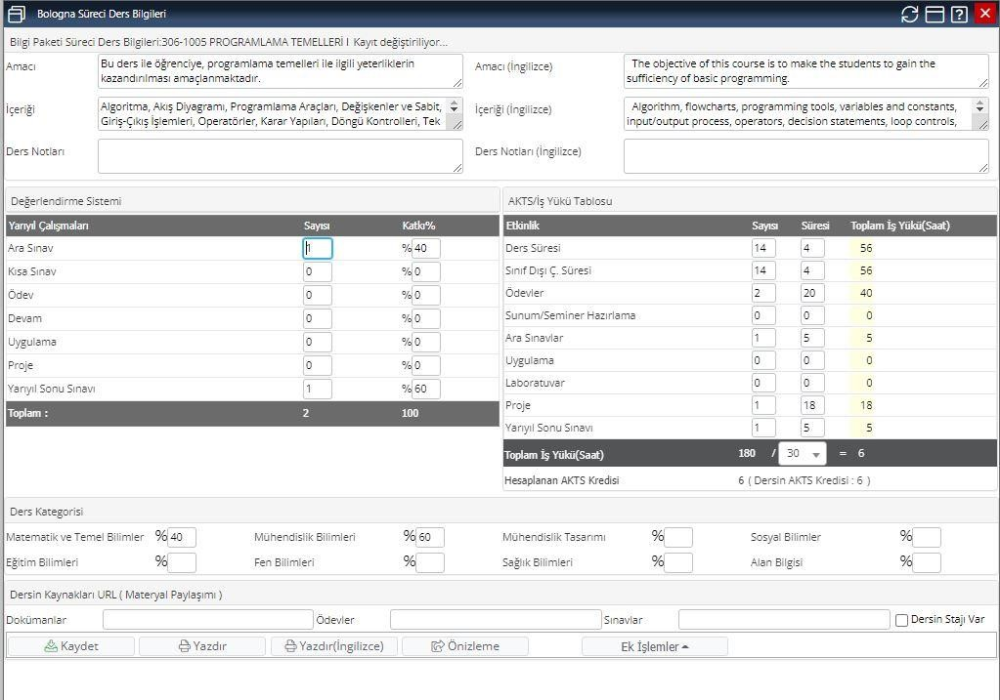 Bologna Süreci Ders Bilgileri
Bilgi Paketi Süreci Ders Bilgileri:306-1005 PROGRAMLAMA TEMELLERİ I Kayıt değiştiriliyor...
Amacı
Bu ders ile öğrenciye, programlama temelleri ile ilgili yeterliklerin
kazandırılması amaçlanmaktadır.
Amacı (İngilizce)
The objective of this course is to make the students to gain the
sufficiency of basic programming.
İçeriği
Algoritma, Akış Diyagramı, Programlama Araçları, Değişkenler ve Sabit,
Giriş-Çıkış İşlemleri, Operatörler, Karar Yapıları, Döngü Kontrolleri, Tek
İçeriği (İngilizce)
Algorithm, flowcharts, programming tools, variables and constants,
input/output process, operators, decision statements, loop controls,
Ders Notları
Ders Notları (İngilizce)
Değerlendirme Sistemi
Yarıyıl Çalışmaları Sayısı Katkı%
Ara Sınav 1 %40
Kısa Sınav 0 %0
Ödev 0 %0
Devam 0 %0
Uygulama 0 %0
Proje 0 %0
Yarıyıl Sonu Sınavı 1 %60
Toplam : 2 100
AKTS/İş Yükü Tablosu
Etkinlik Sayısı Süresi Toplam İş Yükü(Saat)
Ders Süresi 14 4 56
Sınıf Dışı Ç. Süresi 14 4 56
Ödevler 2 20 40
Sunum/Seminer Hazırlama 0 0 0
Ara Sınavlar 1 5 5
Uygulama 0 0 0
Laboratuvar 0 0 0
Proje 1 18 18
Yarıyıl Sonu Sınavı 1 5 5
Toplam İş Yükü(Saat) 180 / 30 = 6
Hesaplanan AKTS Kredisi 6 ( Dersin AKTS Kredisi : 6 )
Ders Kategorisi
Matematik ve Temel Bilimler %40 Mühendislik Bilimleri %60 Mühendislik Tasarımı % Sosyal Bilimler %
Eğitim Bilimleri % Fen Bilimleri % Sağlık Bilimleri % Alan Bilgisi %
Dersin Kaynakları URL ( Materyal Paylaşımı )
Dokümanlar Ödevler Sınavlar Dersin Stajı Var
Kaydet Yazdır Yazdır(İngilizce) Önizleme Ek İşlemler